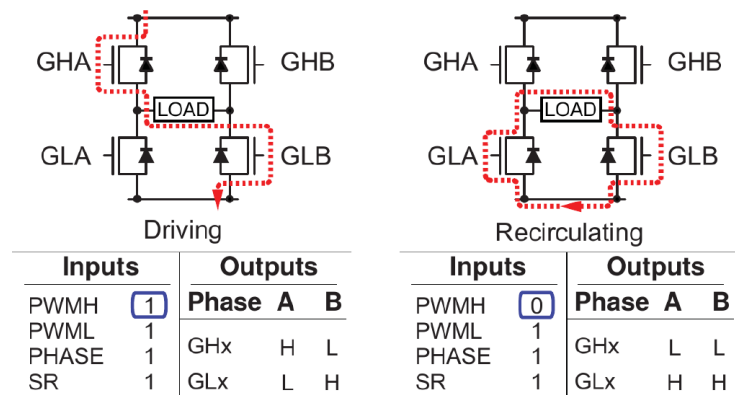 GHA GHB GHA GHB
LOAD LOAD
GLA GLB GLA GLB
Driving
Recirculating
Inputs Outputs
PWMH 1 Phase A B
PWML 1
PHASE 1 GHx H L
SR 1 GLx L H
Inputs Outputs
PWMH 0 Phase A B
PWML 1
PHASE 1 GHx L L
SR 1 GLx H H